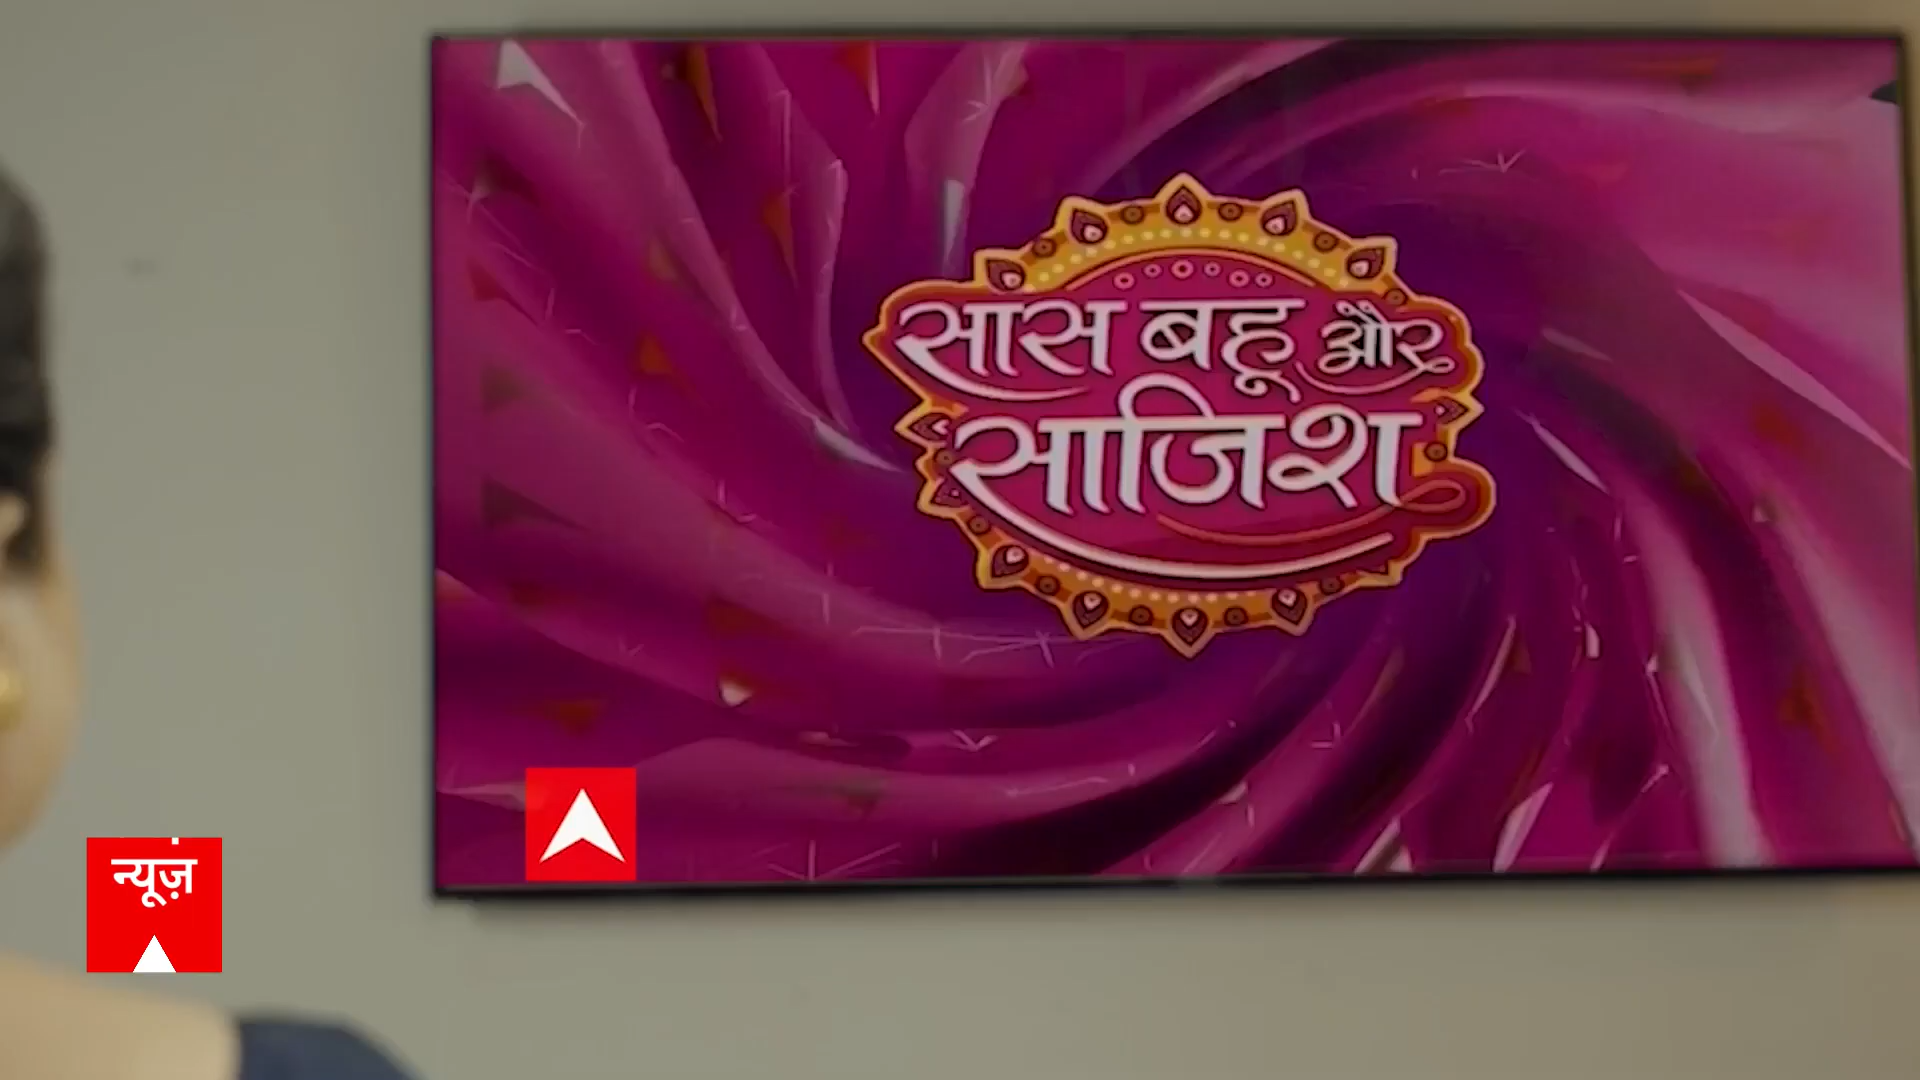 सास बहू और
साजिश
न्यूज़